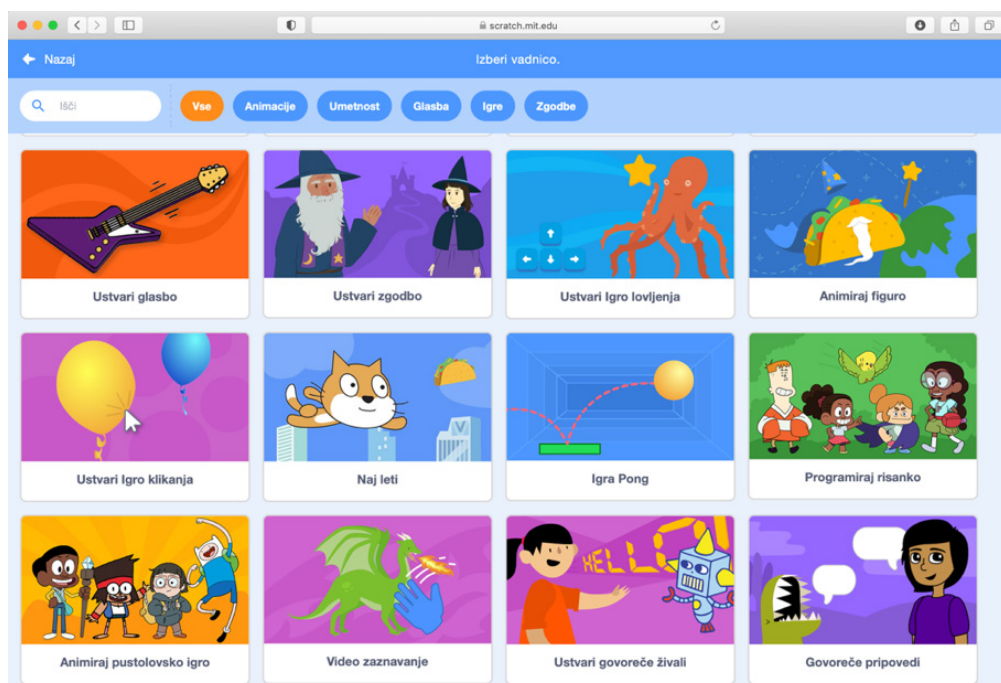 scratch.mit.edu
Nazaj
Izberi vadnico.
Išči
Vse
Animacije
Umetnost
Glasba
Igre
Zgodbe
Ustvari glasbo
Ustvari zgodbo
Ustvari Igro lovljenja
Animiraj figuro
Ustvari Igro klikanja
Naj leti
Igra Pong
Programiraj risanko
HELLO
Animiraj pustolovsko igro
Video zaznavanje
Ustvari govoreče živali
Govoreče pripovedi